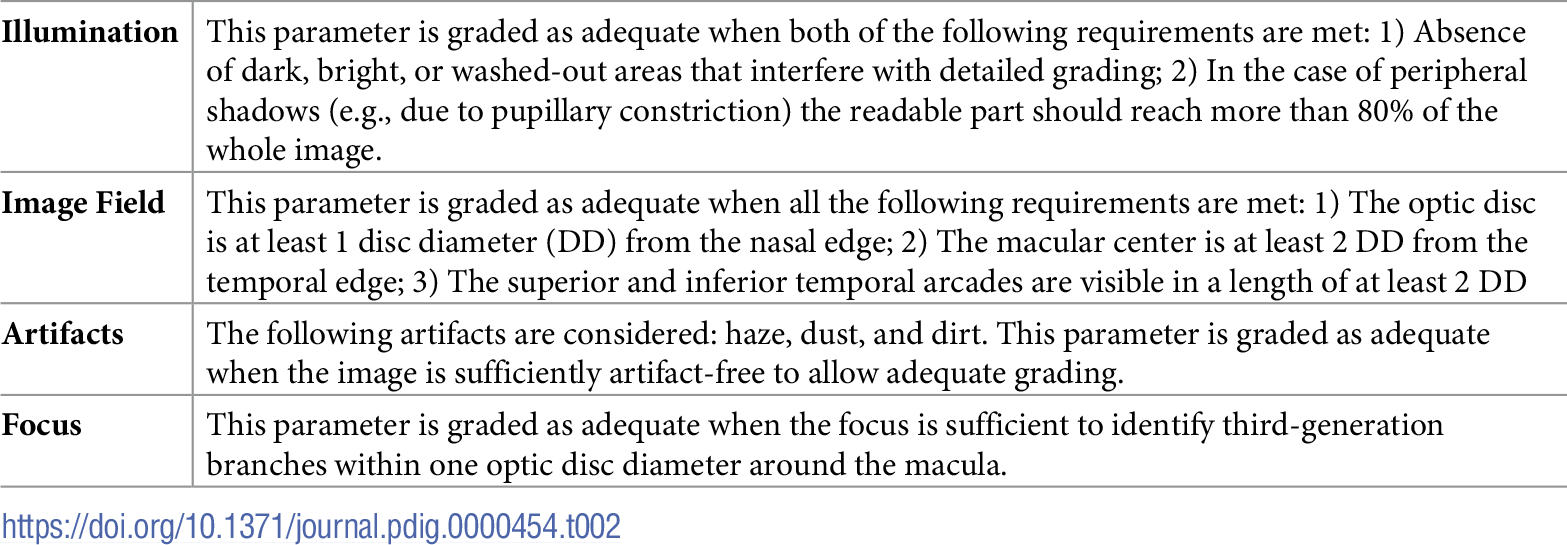 Illumination This parameter is graded as adequate when both of the following requirements are met: 1) Absence
of dark, bright, or washed-out areas that interfere with detailed grading; 2) In the case of peripheral
shadows (e.g., due to pupillary constriction) the readable part should reach more than 80% of the
whole image.
Image Field This parameter is graded as adequate when all the following requirements are met: 1) The optic disc
is at least 1 disc diameter (DD) from the nasal edge; 2) The macular center is at least 2 DD from the
temporal edge; 3) The superior and inferior temporal arcades are visible in a length of at least 2 DD
Artifacts The following artifacts are considered: haze, dust, and dirt. This parameter is graded as adequate
when the image is sufficiently artifact-free to allow adequate grading.
Focus This parameter is graded as adequate when the focus is sufficient to identify third-generation
branches within one optic disc diameter around the macula.
https://doi.org/10.1371/journal.pdig.0000454.t002